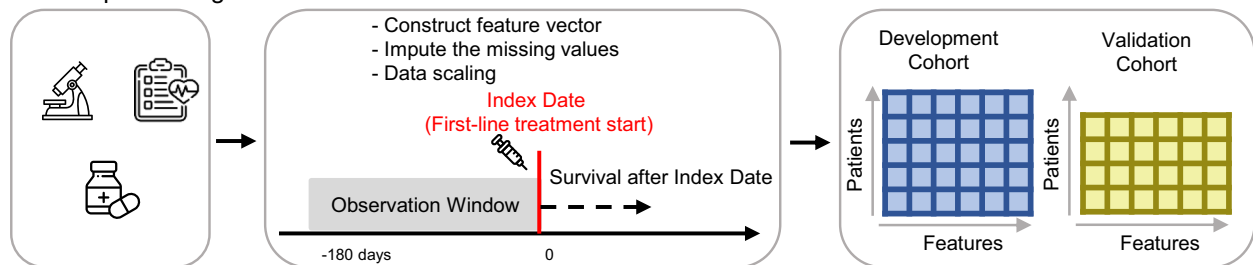 - Construct feature vector
- Impute the missing values
- Data scaling
Index Date
(First-line treatment start)
Survival after Index Date
Observation Window
-180 days
0
Development
Cohort
Patients
Features
Validation
Cohort
Patients
Features